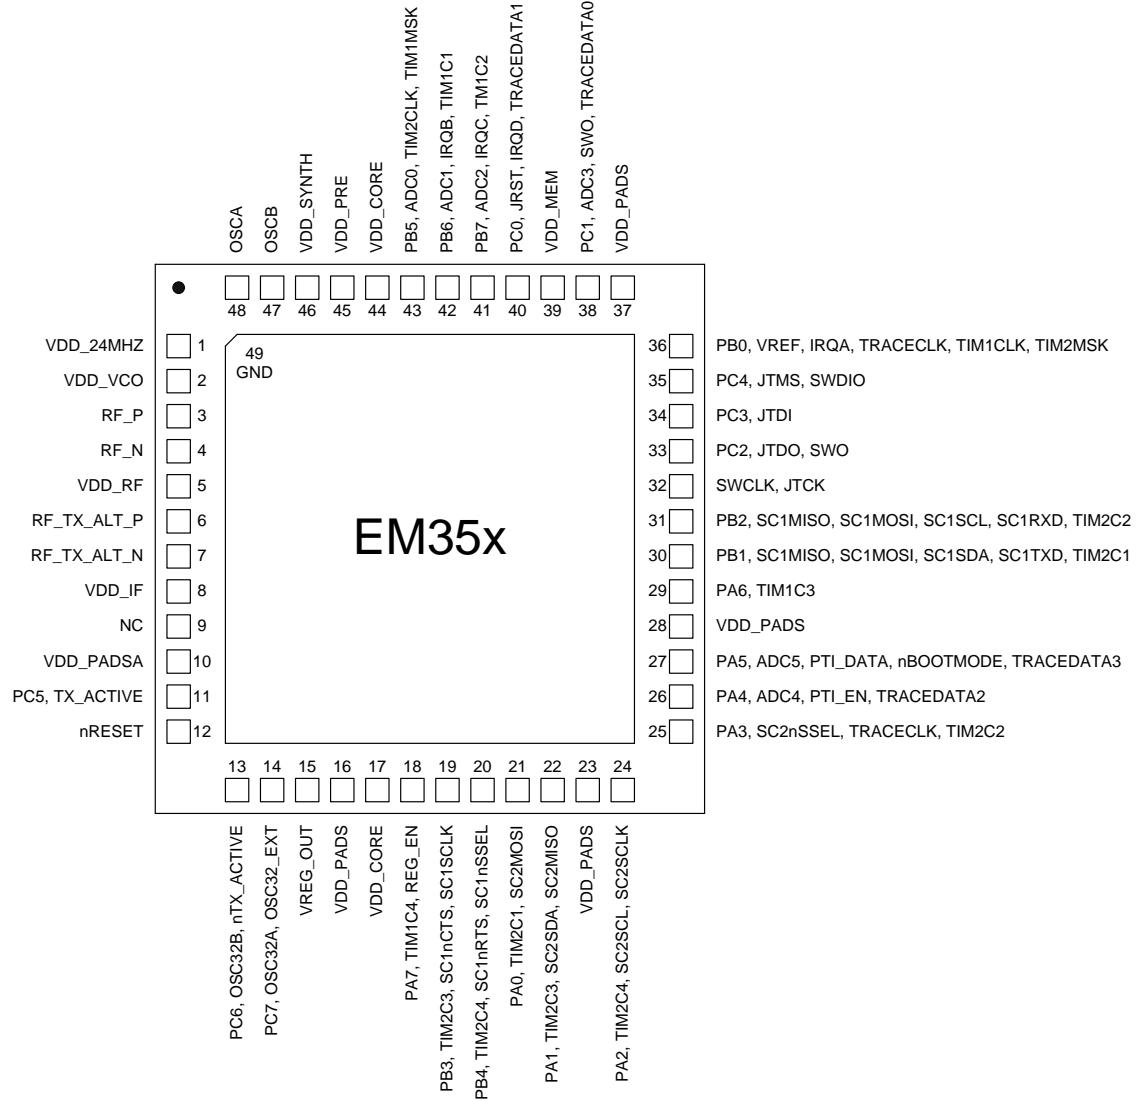 OSCA
OSCB
VDD_SYNTH
VDD_PRE
VDD_CORE
PB5, ADC0, TIM2CLK, TIM1MSK
PB6, ADC1, IRQB, TIM1C1
PB7, ADC2, IRQC, TM1C2
PC0, JRST, IRQD, TRACEDATA1
VDD_MEM
PC1, ADC3, SWO, TRACEDATA0
VDD_PADS
48
47
46
45
44
43
42
41
40
39
38
37
VDD_24MHZ 1
VDD_VCO 2
RF_P 3
RF_N 4
VDD_RF 5
RF_TX_ALT_P 6
RF_TX_ALT_N 7
VDD_IF 8
NC 9
VDD_PADSA 10
PC5, TX_ACTIVE 11
nRESET 12
49
GND
EM35x
36 PB0, VREF, IRQA, TRACECLK, TIM1CLK, TIM2MSK
35 PC4, JTMS, SWDIO
34 PC3, JTDI
33 PC2, JTDO, SWO
32 SWCLK, JTCK
31 PB2, SC1MISO, SC1MOSI, SC1SCL, SC1RXD, TIM2C2
30 PB1, SC1MISO, SC1MOSI, SC1SDA, SC1TXD, TIM2C1
29 PA6, TIM1C3
28 VDD_PADS
27 PA5, ADC5, PTI_DATA, nBOOTMODE, TRACEDATA3
26 PA4, ADC4, PTI_EN, TRACEDATA2
25 PA3, SC2nSSEL, TRACECLK, TIM2C2
13
14
15
16
17
18
19
20
21
22
23
24
PC6, OSC32B, nTX_ACTIVE
PC7, OSC32A, OSC32_EXT
VREG_OUT
VDD_PADS
VDD_CORE
PA7, TIM1C4, REG_EN
PB3, TIM2C3, SC1nCTS, SC1SCLK
PB4, TIM2C4, SC1nRTS, SC1nSSEL
PA0, TIM2C1, SC2MOSI
PA1, TIM2C3, SC2SDA, SC2MISO
VDD_PADS
PA2, TIM2C4, SC2SCL, SC2SCLK